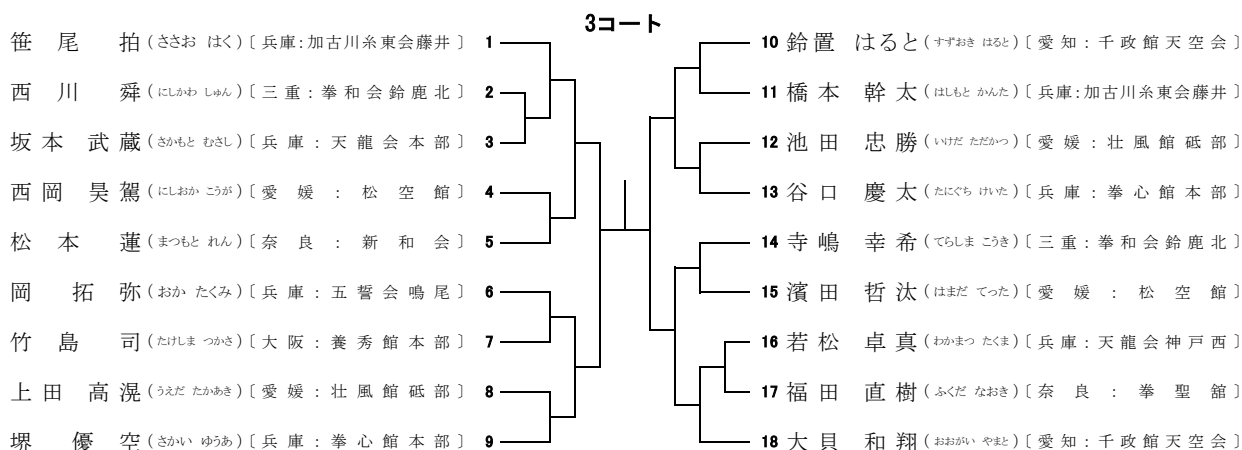 3コート
笹尾 拍 (ささお はく) 〔兵庫:加古川糸東会藤井〕 1
西川 舜 (にしかわ しゅん) 〔三重:拳和会鈴鹿北〕 2
坂本 武蔵 (さかもと むさし) 〔兵庫:天龍会本部〕 3
西岡 昊駕 (にしおか こうが) 〔愛媛:松空館〕 4
松本 蓮 (まつもと れん) 〔奈良:新和会〕 5
岡 拓弥 (おか たくみ) 〔兵庫:五誓会鳴尾〕 6
竹島 司 (たけしま つかさ) 〔大阪:養秀館本部〕 7
上田 高滉 (うえだ たかあき) 〔愛媛:壮風館砥部〕 8
堺 優空 (さかい ゆうあ) 〔兵庫:拳心館本部〕 9
10 鈴置 はると (すずおき はると) 〔愛知:千政館天空会〕
11 橋本 幹太 (はしもと かんた) 〔兵庫:加古川糸東会藤井〕
12 池田 忠勝 (いけだ ただかつ) 〔愛媛:壮風館砥部〕
13 谷口 慶太 (たにぐち けいた) 〔兵庫:拳心館本部〕
14 寺嶋 幸希 (てらしま こうき) 〔三重:拳和会鈴鹿北〕
15 濱田 哲汰 (はまだ てった) 〔愛媛:松空館〕
16 若松 卓真 (わかまつ たくま) 〔兵庫:天龍会神戸西〕
17 福田 直樹 (ふくだ なおき) 〔奈良:拳聖舘〕
18 大貝 和翔 (おおがい やまと) 〔愛知:千政館天空会〕